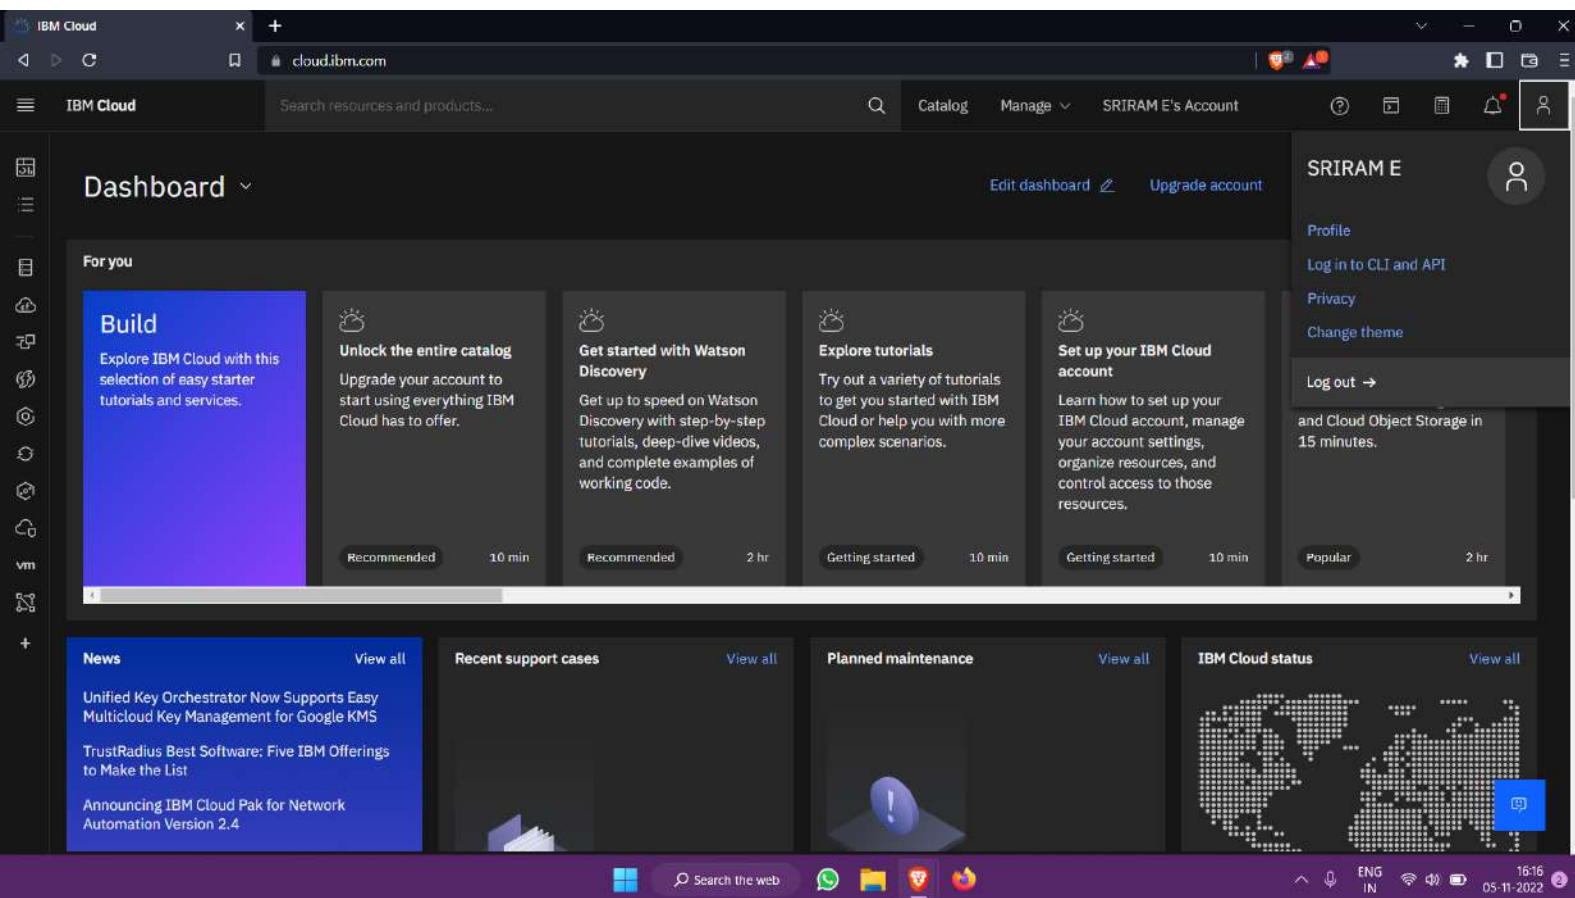 IBM Cloud
cloud.ibm.com
IBM Cloud
Search resources and products...
Catalog
Manage
SRIRAM E's Account
Dashboard
Edit dashboard
Upgrade account
SRIRAM E
Profile
Log in to CLI and API
Privacy
Change theme
Log out →
For you
Build
Explore IBM Cloud with this
selection of easy starter
tutorials and services.
Unlock the entire catalog
Upgrade your account to
start using everything IBM
Cloud has to offer.
Recommended
10 min
Get started with Watson
Discovery
Get up to speed on Watson
Discovery with step-by-step
tutorials, deep-dive videos,
and complete examples of
working code.
Recommended
2 hr
Explore tutorials
Try out a variety of tutorials
to get you started with IBM
Cloud or help you with more
complex scenarios.
Getting started
10 min
Set up your IBM Cloud
account
Learn how to set up your
IBM Cloud account, manage
your account settings,
organize resources, and
control access to those
resources.
Getting started
10 min
and Cloud Object Storage in
15 minutes.
Popular
2 hr
vm
News
View all
Unified Key Orchestrator Now Supports Easy
Multicloud Key Management for Google KMS
TrustRadius Best Software: Five IBM Offerings
to Make the List
Announcing IBM Cloud Pak for Network
Automation Version 2.4
Recent support cases
View all
Planned maintenance
View all
IBM Cloud status
View all
Search the web
ENG
IN
16:16
05-11-2022
2